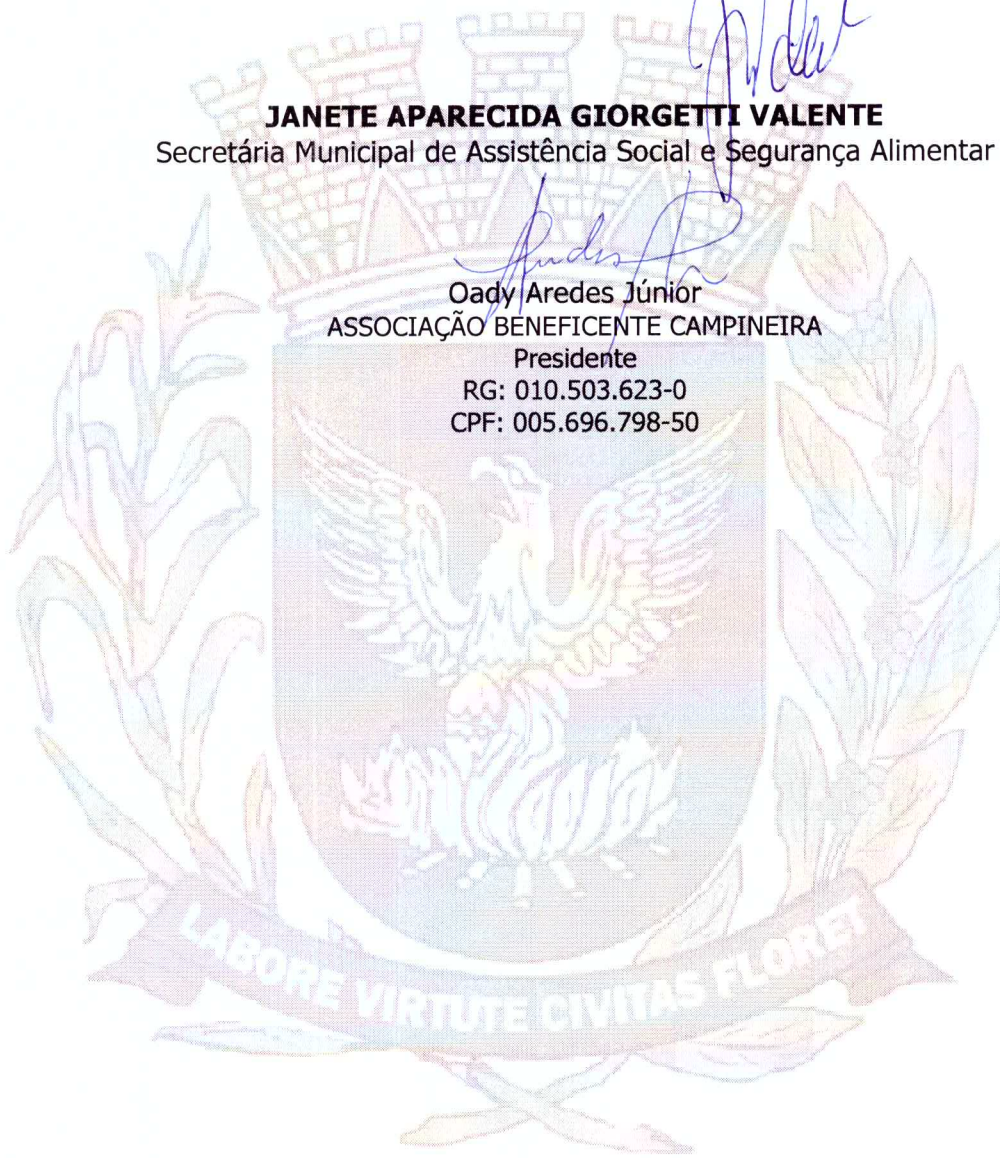 JANETE APARECIDA GIORGETTI VALENTE
Secretária Municipal de Assistência Social e Segurança Alimentar
Oady Aredes Júnior
ASSOCIAÇÃO BENEFICENTE CAMPINEIRA
Presidente
RG: 010.503.623-0
CPF: 005.696.798-50
LABORE VIRTUTE CIVITAS FLORET